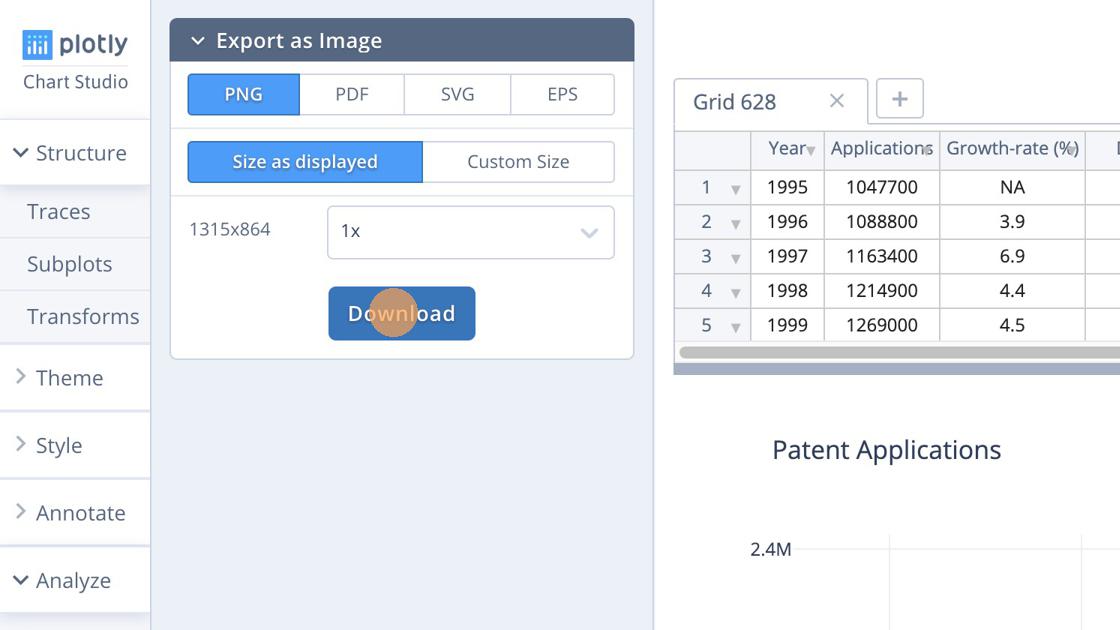 plotly
Chart Studio
Structure
Traces
Subplots
Transforms
Theme
Style
Annotate
Analyze
Export as Image
PNG PDF SVG EPS
Size as displayed Custom Size
1315x864 1x
Download
Grid 628
Year Applications Growth-rate (%)
1 1995 1047700 NA
2 1996 1088800 3.9
3 1997 1163400 6.9
4 1998 1214900 4.4
5 1999 1269000 4.5
Patent Applications
2.4M